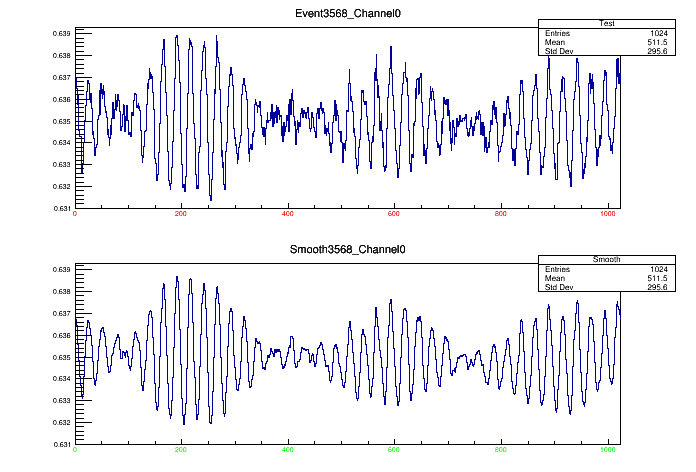 Event3568_Channel0
Test
Entries 1024
Mean 511.5
Std Dev 295.6
0.639
0.638
0.637
0.636
0.635
0.634
0.633
0.632
0.631
0 200 400 600 800 1000
Smooth3568_Channel0
Smooth
Entries 1024
Mean 511.5
Std Dev 295.6
0.639
0.638
0.637
0.636
0.635
0.634
0.633
0.632
0.631
0 200 400 600 800 1000